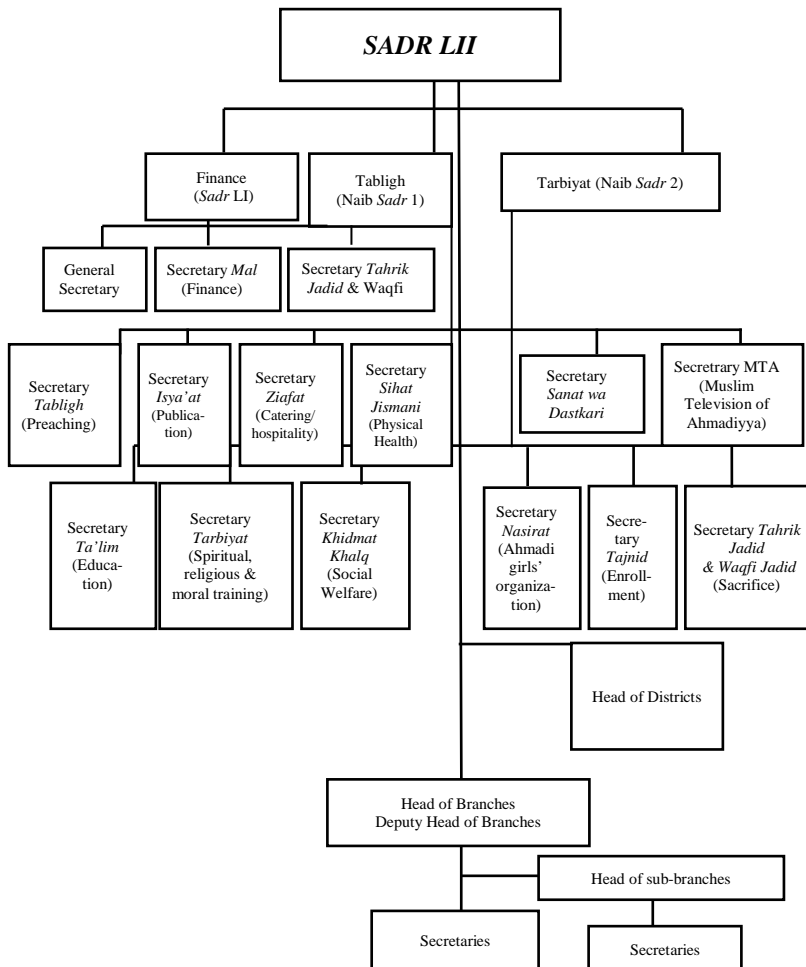 SADR LII
Finance
(Sadr LI)
Tabligh
(Naib Sadr 1)
Tarbiyat (Naib Sadr 2)
General
Secretary
Secretary Mal
(Finance)
Secretary Tahrik
Jadid & Waqfi
Secretary
Tabligh
(Preaching)
Secretary
Isya’at
(Publica-
tion)
Secretary
Ziafat
(Catering/
hospitality)
Secretary
Sihat
Jismani
(Physical
Health)
Secretary
Sanat wa
Dastkari
Secretrary MTA
(Muslim
Television of
Ahmadiyya)
Secretary
Ta’lim
(Educa-
tion)
Secretary
Tarbiyat
(Spiritual,
religious &
moral training)
Secretary
Khidmat
Khalq
(Social
Welfare)
Secretary
Nasirat
(Ahmadi
girls’
organiza-
tion)
Secre-
tary
Tajnid
(Enroll-
ment)
Secretary Tahrik
Jadid
& Waqfi Jadid
(Sacrifice)
Head of Districts
Head of Branches
Deputy Head of Branches
Head of sub-branches
Secretaries
Secretaries